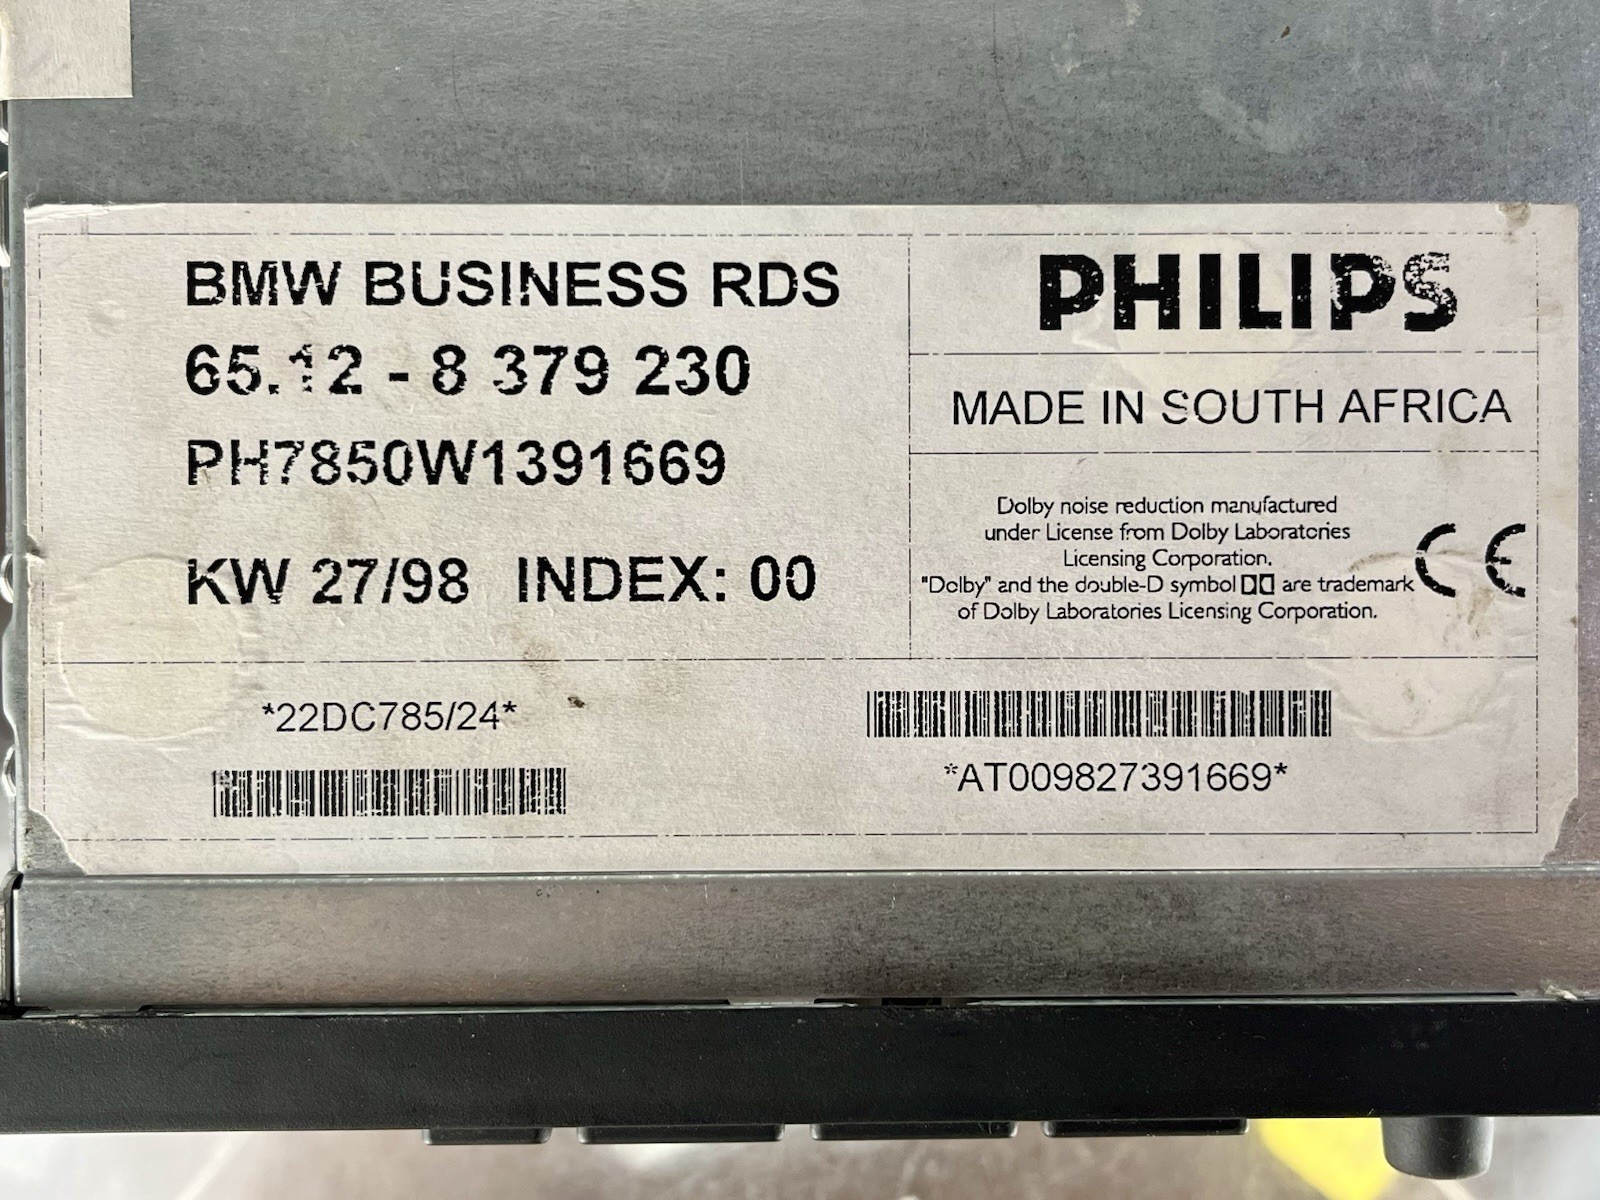 BMW BUSINESS RDS
65.12 - 8 379 230
PH7850W1391669
KW 27/98 INDEX: 00
PHILIPS
MADE IN SOUTH AFRICA
Dolby noise reduction manufactured
under License from Dolby Laboratories
Licensing Corporation.
"Dolby" and the double-D symbol are trademark
of Dolby Laboratories Licensing Corporation.
CE
*22DC785/24*
*AT009827391669*